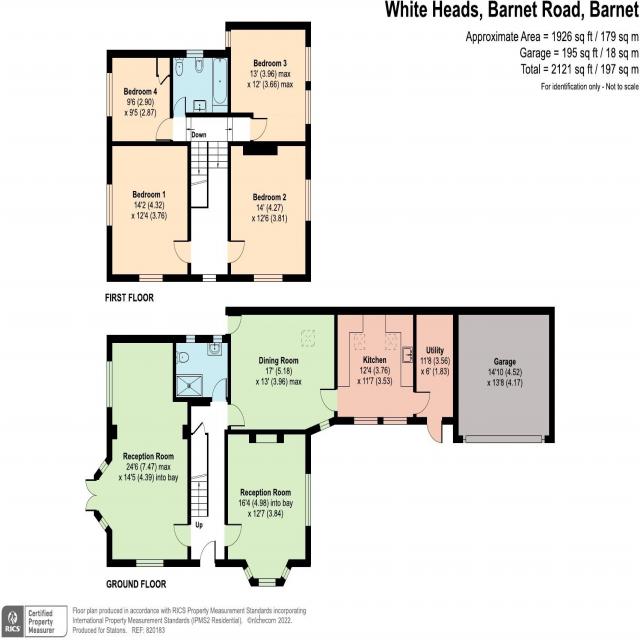 White Heads, Barnet Road, Barnet
Approximate Area = 1926 sq ft / 179 sq m
Garage = 195 sq ft / 18 sq m
Total = 2121 sq ft / 197 sq m
For identification only - Not to scale
Bedroom 3
13' (3.96) max
x 12' (3.66) max
Bedroom 4
9'6 (2.90)
x 9'5 (2.87)
Down
Bedroom 1
14'2 (4.32)
x 12'4 (3.76)
Bedroom 2
14' (4.27)
x 12'6 (3.81)
FIRST FLOOR
Dining Room
17' (5.18)
x 13' (3.96) max
Kitchen
12'4 (3.76)
x 11'7 (3.53)
Utility
11'8 (3.56)
x 6' (1.83)
Garage
14'10 (4.52)
x 13'8 (4.17)
Reception Room
24'6 (7.47) max
x 14'5 (4.39) into bay
Reception Room
16'4 (4.98) into bay
x 12'7 (3.84)
Up
GROUND FLOOR
RICS
Certified
Property
Measurer
Floor plan produced in accordance with RICS Property Measurement Standards incorporating
International Property Measurement Standards (IPMS2 Residential). ©nichecom 2022.
Produced for Statons. REF: 820183